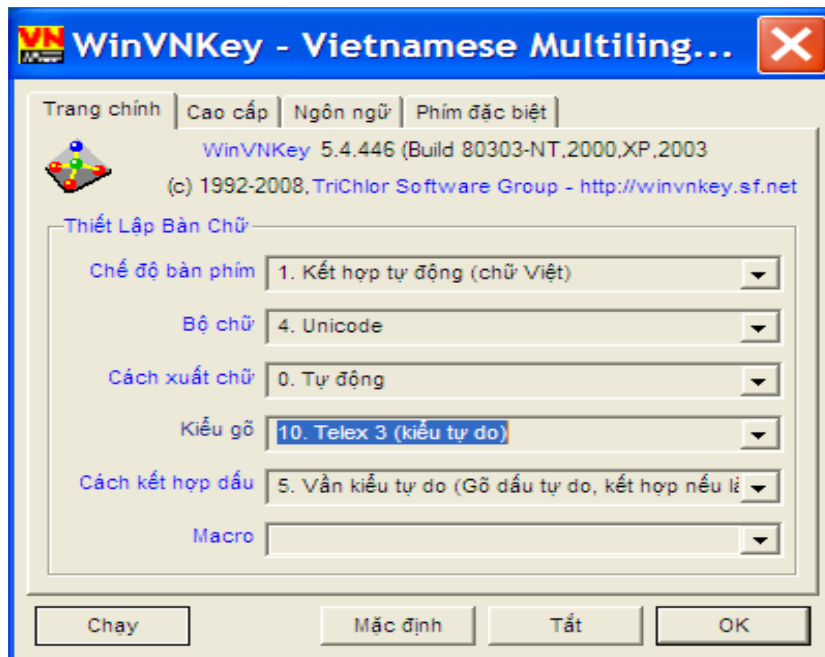 WinVNKey - Vietnamese Multiling...
Trang chính Cao cấp Ngôn ngữ Phím đặc biệt
WinVNKey 5.4.446 (Build 80303-NT,2000,XP,2003
(c) 1992-2008, TriChlor Software Group - http://winvnkey.sf.net
Thiết Lập Bàn Chữ
Chế độ bàn phím 1. Kết hợp tự động (chữ Việt)
Bộ chữ 4. Unicode
Cách xuất chữ 0. Tự động
Kiểu gõ 10. Telex 3 (kiểu tự do)
Cách kết hợp dấu 5. Vần kiểu tự do (Gõ dấu tự do, kết hợp nếu
Macro
Chạy Mặc định Tắt OK